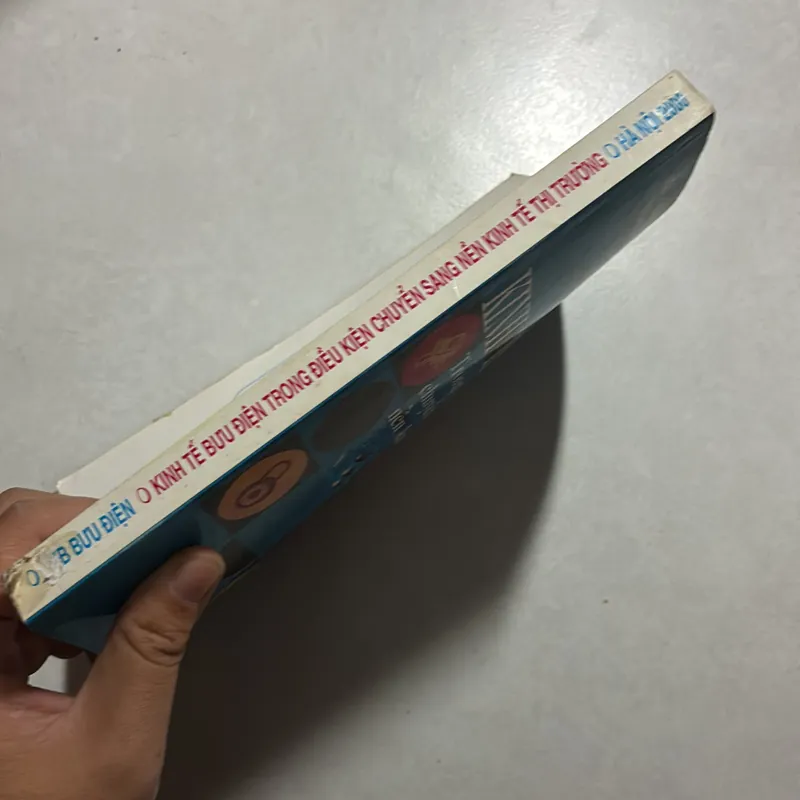 O B BƯU ĐIỆN O KINH TẾ BƯU ĐIỆN TRONG ĐIỀU KIỆN CHUYỂN SANG NỀN KINH TẾ THỊ TRƯỜNG O HÀ NỘI